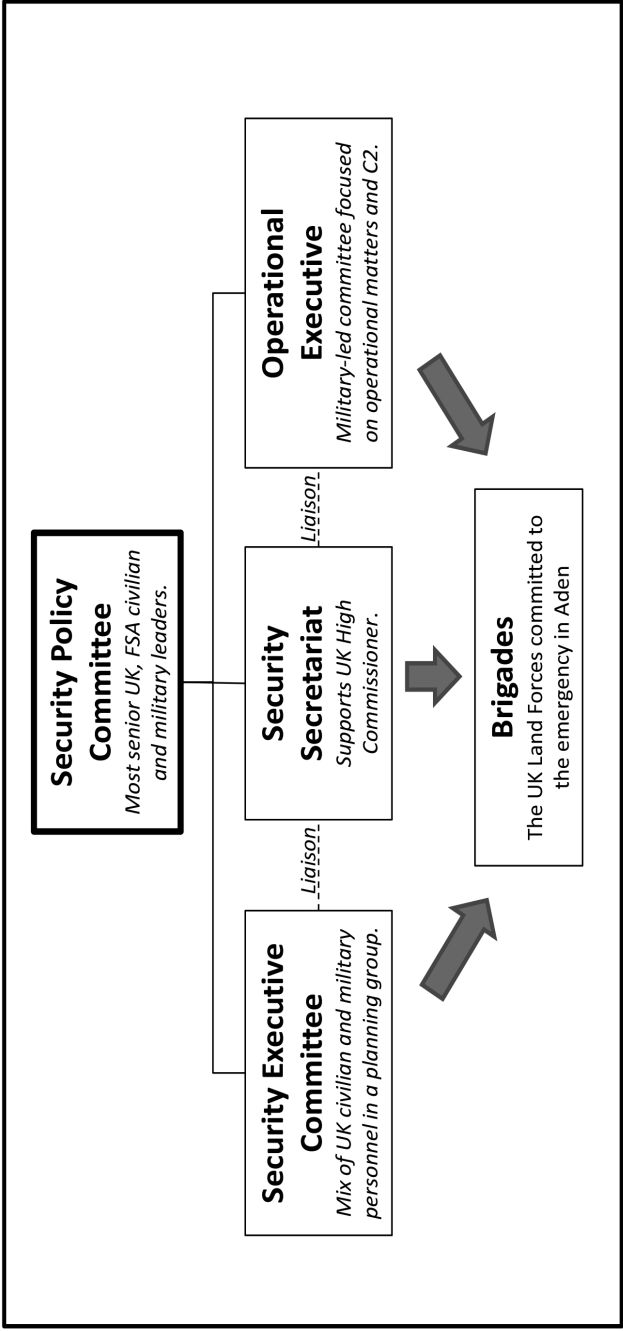 Security Policy
Committee
Most senior UK, FSA civilian
and military leaders.
Security Executive
Committee
Mix of UK civilian and military
personnel in a planning group.
Liaison
Security
Secretariat
Supports UK High
Commissioner.
Liaison
Operational
Executive
Military-led committee focused
on operational matters and C2.
Brigades
The UK Land Forces committed to
the emergency in Aden